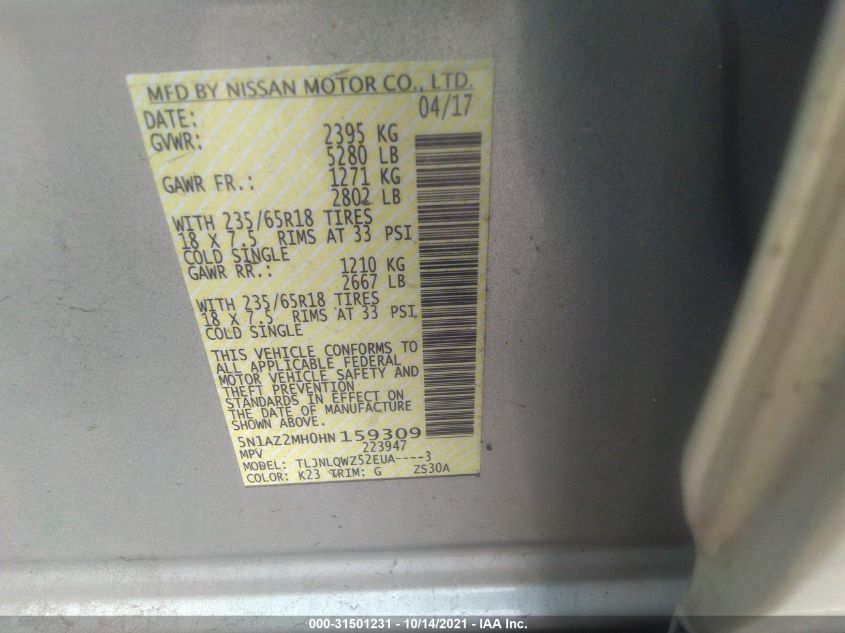 MFD BY NISSAN MOTOR CO., LTD.
DATE: 04/17
GVWR: 2395 KG
5280 LB
GAWR FR.: 1271 KG
2802 LB
WITH 235/65R18 TIRES
18 X 7.5 RIMS AT 33 PSI
COLD SINGLE
GAWR RR.: 1210 KG
2667 LB
WITH 235/65R18 TIRES
18 X 7.5 RIMS AT 33 PSI
COLD SINGLE
THIS VEHICLE CONFORMS TO
ALL APPLICABLE FEDERAL
MOTOR VEHICLE SAFETY AND
THEFT PREVENTION
STANDARDS IN EFFECT ON
THE DATE OF MANUFACTURE
SHOWN ABOVE.
5N1AZ2MH0HN159309
MPV 223947
MODEL: TLJNLQWZ52EUA----3
COLOR: K23 TRIM: G ZS30A
000-31501231 - 10/14/2021 - IAA Inc.